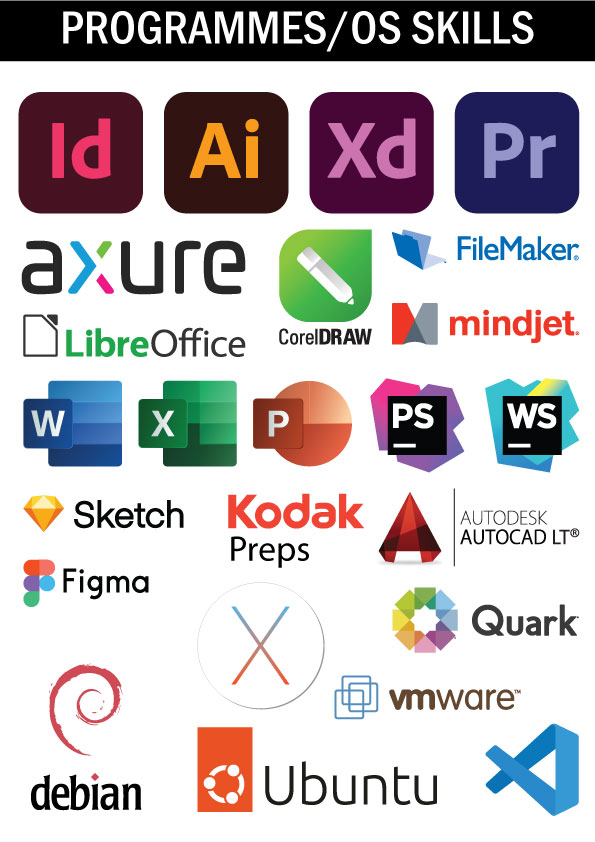 PROGRAMMES/OS SKILLS
Id
Ai
Xd
Pr
axure
CorelDRAW
FileMaker®
LibreOffice
mindjet®
W
X
P
PS
WS
Sketch
Kodak
Preps
AUTODESK
AUTOCAD LT®
Figma
X
Quark
vmware™
debian
Ubuntu